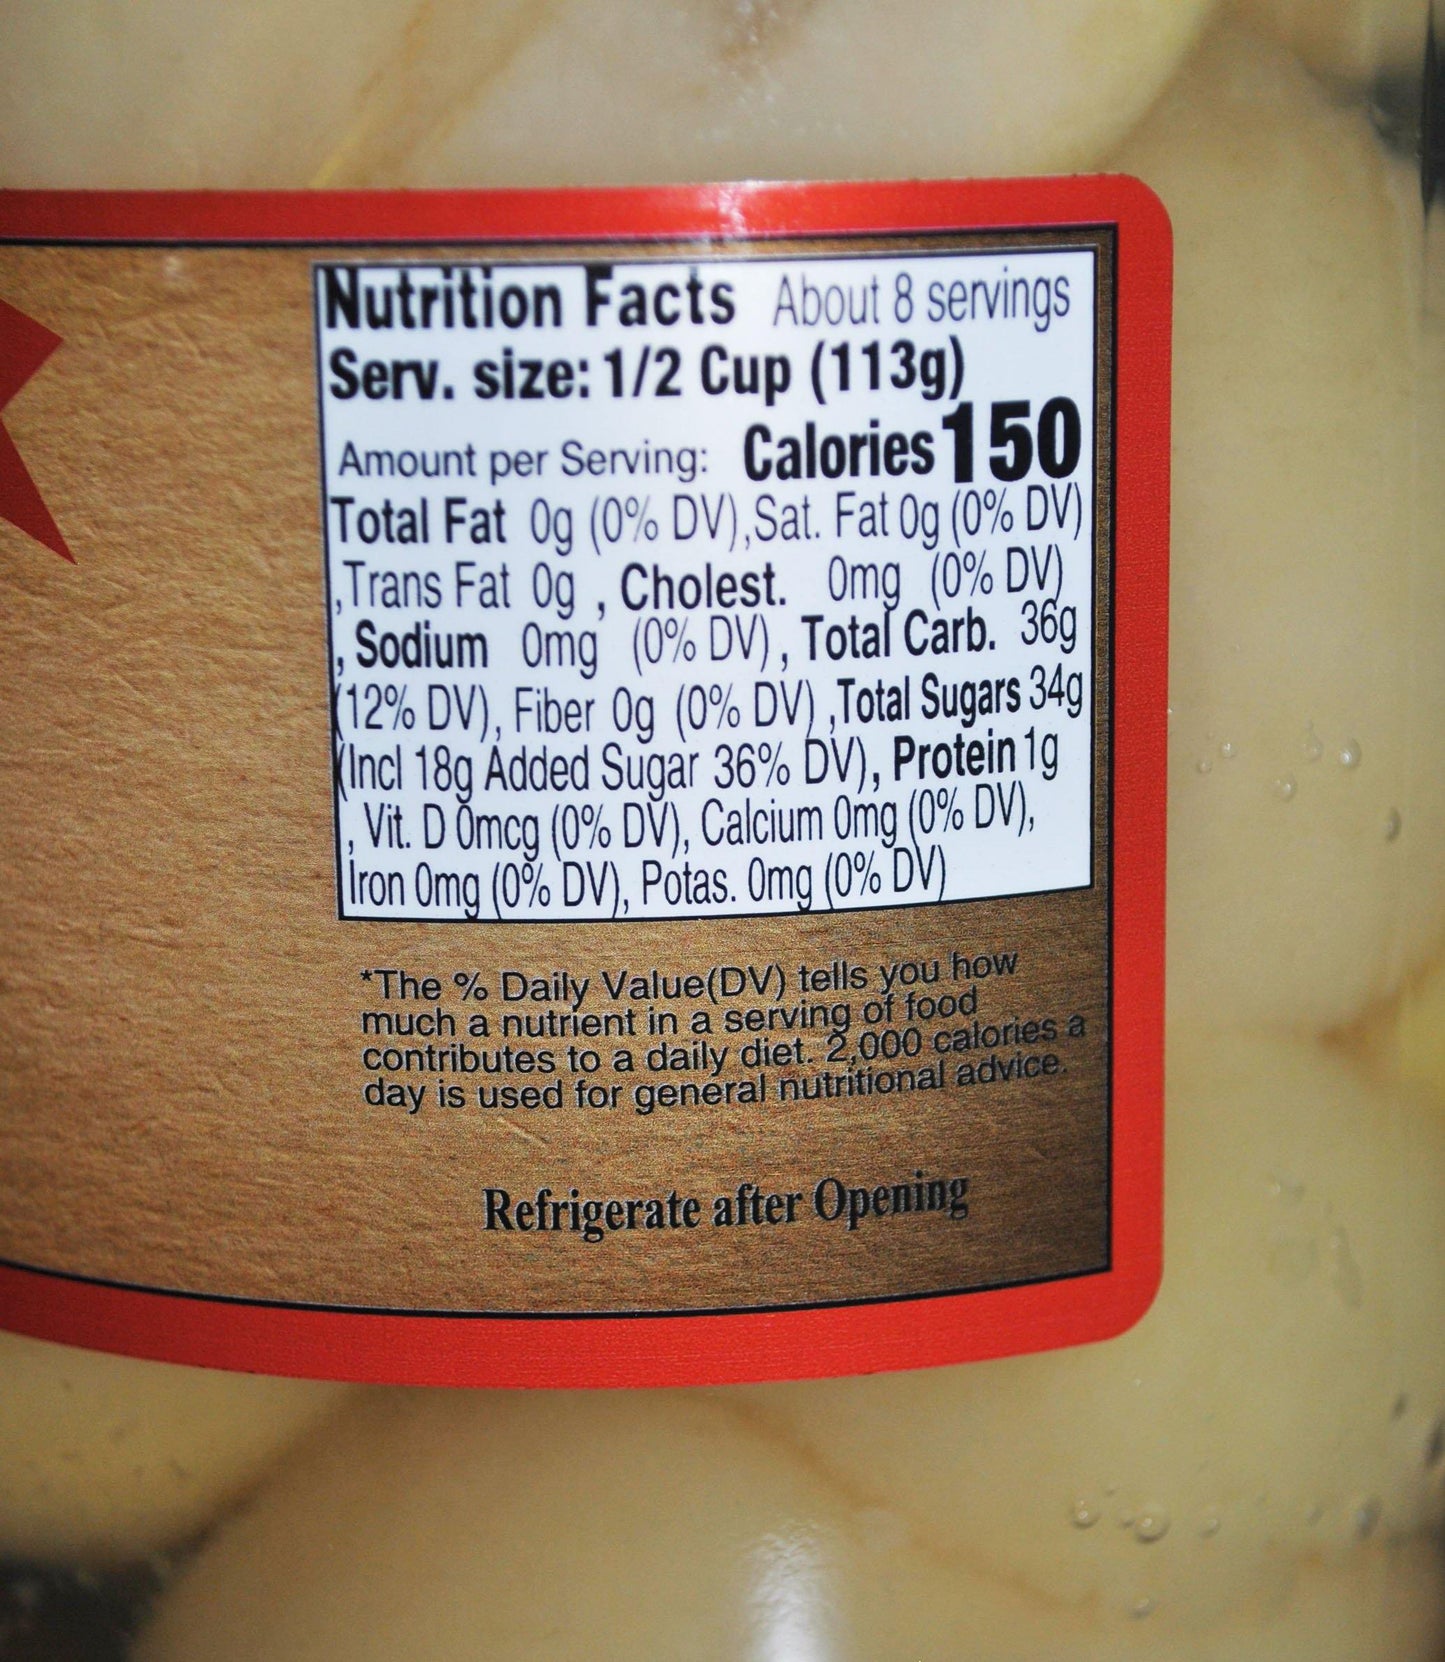 Nutrition Facts About 8 servings
Serv. size: 1/2 Cup (113g)
Amount per Serving: Calories 150
Total Fat 0g (0% DV),Sat. Fat 0g (0% DV)
,Trans Fat 0g , Cholest. 0mg (0% DV)
, Sodium 0mg (0% DV), Total Carb. 36g
(12% DV), Fiber 0g (0% DV) ,Total Sugars 34g
(Incl 18g Added Sugar 36% DV), Protein 1g
, Vit. D 0mcg (0% DV), Calcium 0mg (0% DV),
Iron 0mg (0% DV), Potas. 0mg (0% DV)
*The % Daily Value(DV) tells you how
much a nutrient in a serving of food
contributes to a daily diet. 2,000 calories a
day is used for general nutritional advice.
Refrigerate after Opening